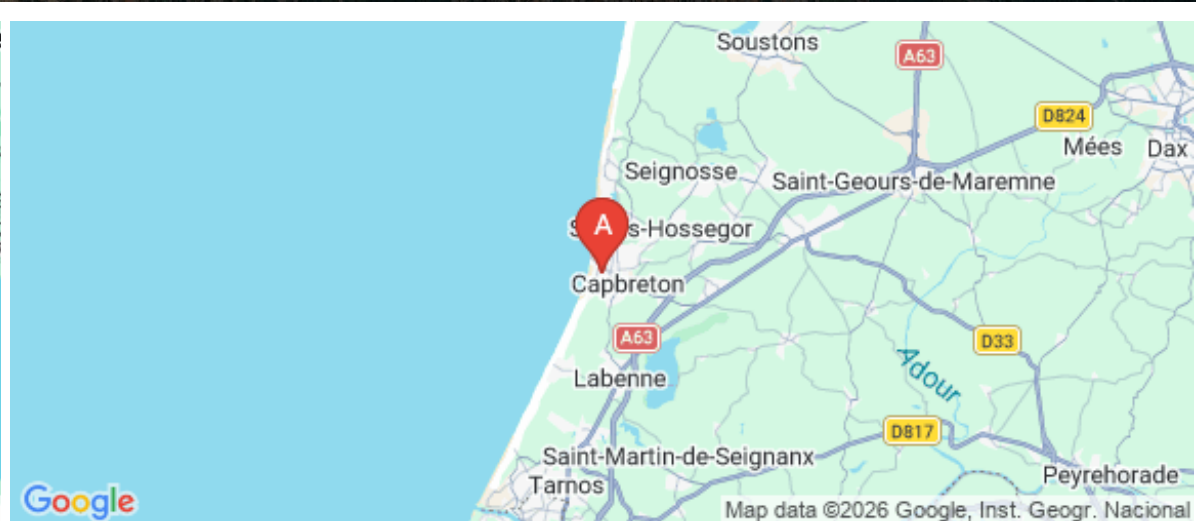 Soustons
A63
D824
Mées
Dax
Seignosse
Saint-Geours-de-Maremne
A
s-Hossegor
Capbreton
A63
D33
Labenne
Adour
D817
Saint-Martin-de-Seignanx
Peyrehorade
Tarnos
Google
Map data ©2026 Google, Inst. Geogr. Nacional